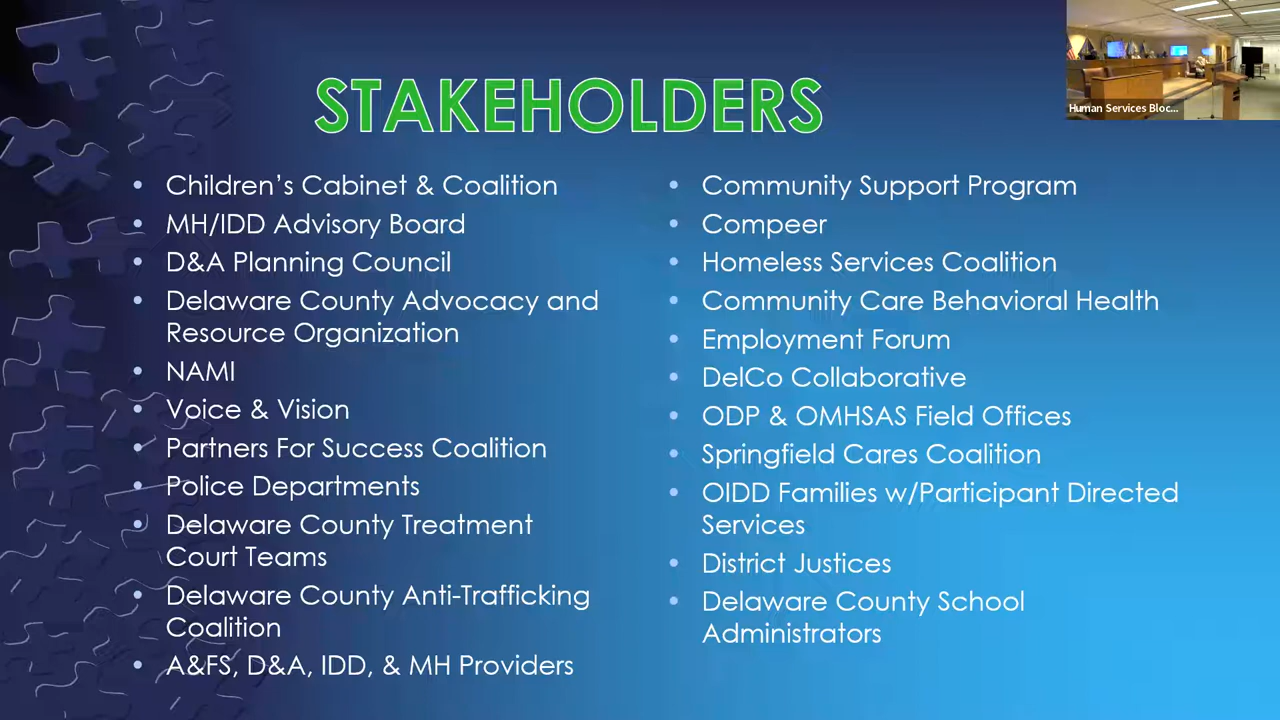 STAKEHOLDERS
Children's Cabinet & Coalition
MH/IDD Advisory Board
D&A Planning Council
Delaware County Advocacy and
Resource Organization
NAMI
Voice & Vision
Partners For Success Coalition
Police Departments
Delaware County Treatment
Court Teams
Delaware County Anti-Trafficking
Coalition
A&FS, D&A, IDD, & MH Providers
Community Support Program
Compeer
Homeless Services Coalition
Community Care Behavioral Health
Employment Forum
DelCo Collaborative
ODP & OMHSAS Field Offices
Springfield Cares Coalition
OIDD Families w/Participant Directed
Services
District Justices
Delaware County School
Administrators
Human Services Bloc...